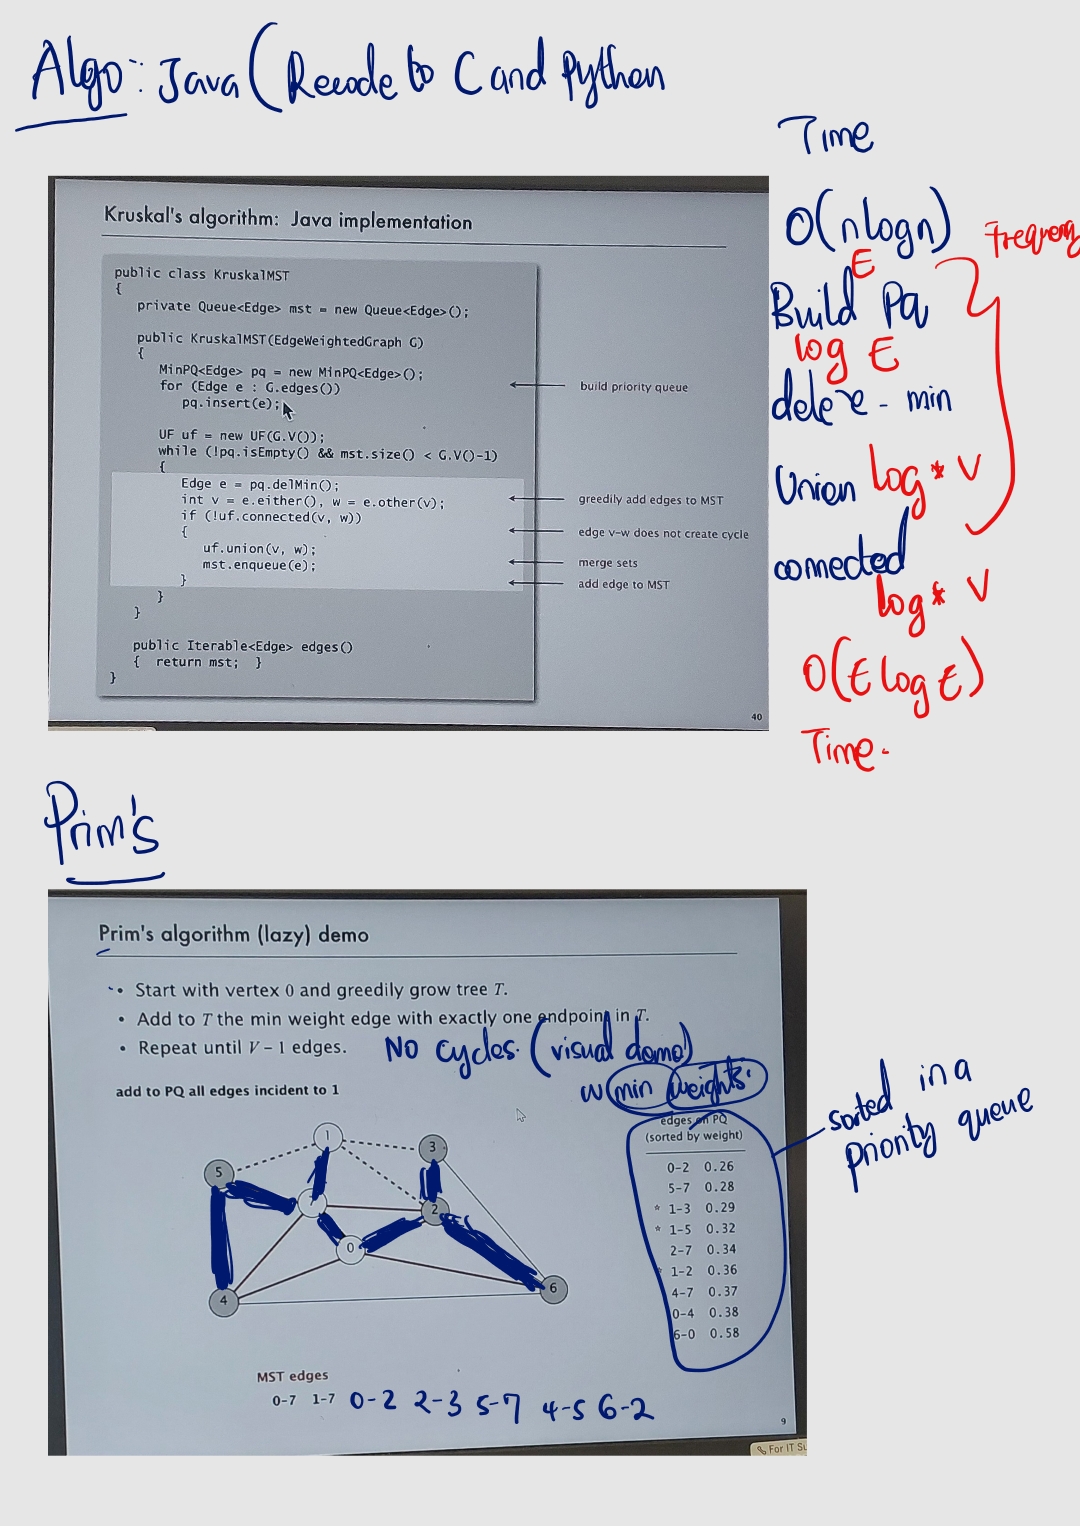 Algo: Java (Recode to C and Python
Time
O(nlogn)
Frequency
E
Build Pq
log E
delete - min
Union log* V
connected
log* V
O(E log E)
Time.
Kruskal's algorithm: Java implementation
public class KruskalMST
{
private Queue<Edge> mst = new Queue<Edge>();
public KruskalMST(EdgeWeightedGraph G)
{
MinPQ<Edge> pq = new MinPQ<Edge>();
for (Edge e : G.edges())
pq.insert(e);
build priority queue
UF uf = new UF(G.V());
while (!pq.isEmpty() && mst.size() < G.V()-1)
{
Edge e = pq.delMin();
int v = e.either(), w = e.other(v);
greedily add edges to MST
if (!uf.connected(v, w))
edge v-w does not create cycle
{
uf.union(v, w);
merge sets
mst.enqueue(e);
add edge to MST
}
}
}
public Iterable<Edge> edges()
{ return mst; }
}
40
Prim's
Prim's algorithm (lazy) demo
• Start with vertex 0 and greedily grow tree T.
• Add to T the min weight edge with exactly one endpoint in T.
• Repeat until V – 1 edges.
No cycles. (visual demo)
w (min weights.
add to PQ all edges incident to 1
edges on PQ
(sorted by weight)
0-2 0.26
5-7 0.28
* 1-3 0.29
* 1-5 0.32
2-7 0.34
* 1-2 0.36
4-7 0.37
0-4 0.38
6-0 0.58
sorted in a
priority queue
1
3
5
2
0
4
6
MST edges
0-7 1-7 0-2 2-3 5-7 4-5 6-2
9
For IT Su